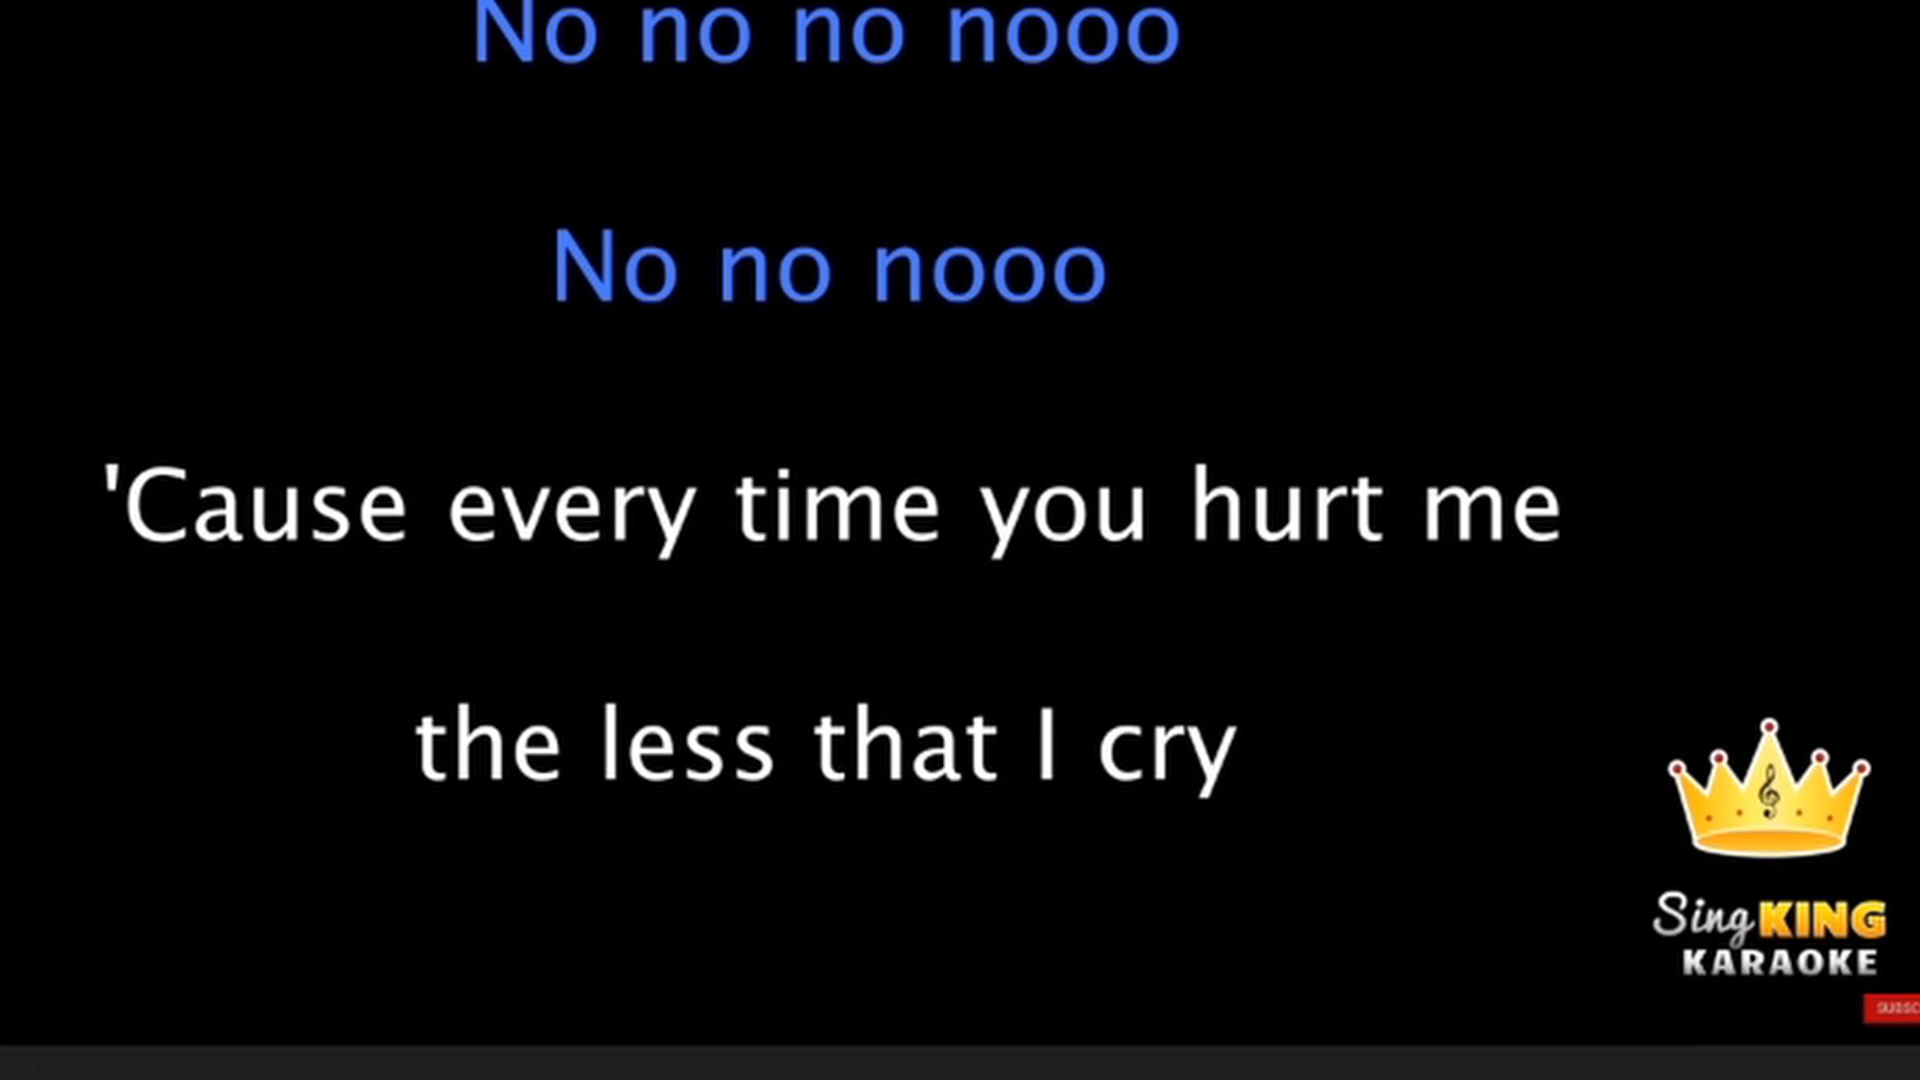 No no no nooo
No no nooo
'Cause every time you hurt me
the less that I cry
Sing KING
KARAOKE